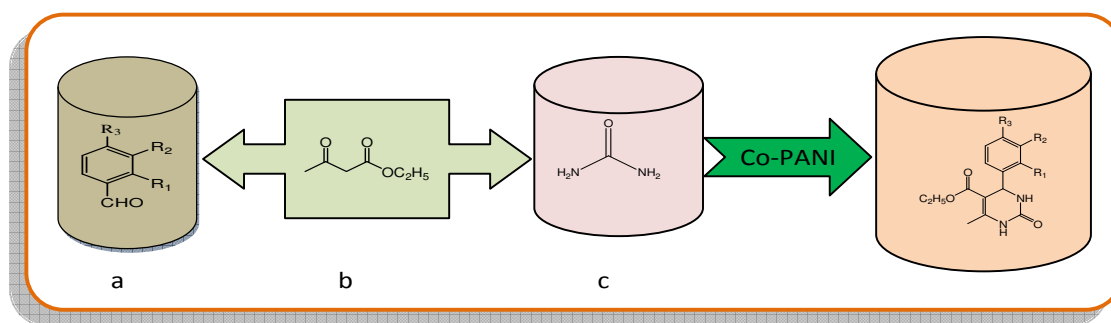 R₃
R₂
R₁
CHO
a
O
O
OC₂H₅
b
O
H₂N
NH₂
c
Co-PANI
R₃
R₂
R₁
O
C₂H₅O
NH
N
H
O